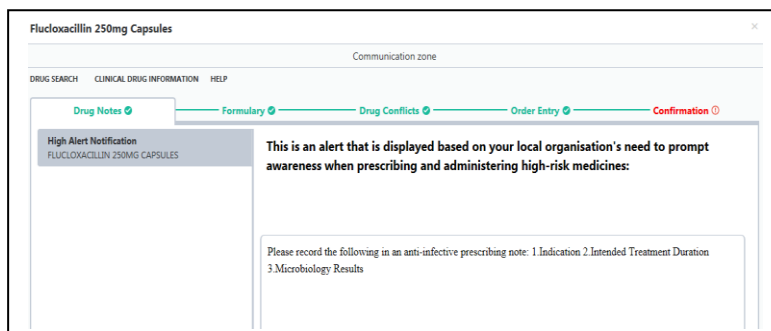 Flucloxacillin 250mg Capsules
Communication zone
DRUG SEARCH CLINICAL DRUG INFORMATION HELP
Drug Notes Formulary Drug Conflicts Order Entry Confirmation
High Alert Notification
FLUCLOXACILLIN 250MG CAPSULES
This is an alert that is displayed based on your local organisation's need to prompt
awareness when prescribing and administering high-risk medicines:
Please record the following in an anti-infective prescribing note: 1.Indication 2.Intended Treatment Duration
3.Microbiology Results